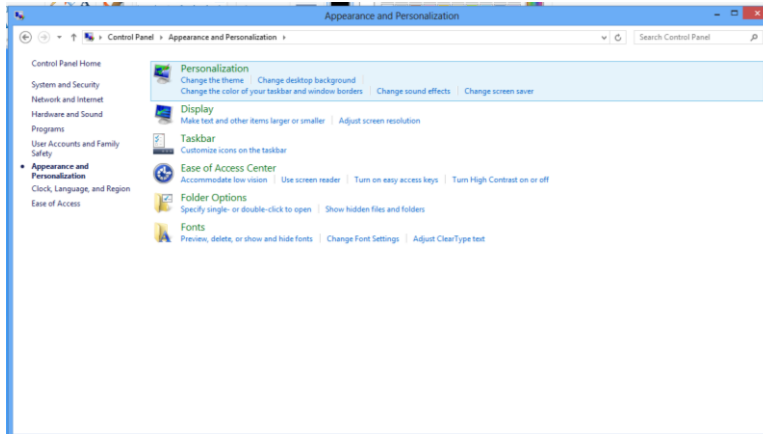 Appearance and Personalization
Control Panel Appearance and Personalization
Search Control Panel
Control Panel Home
System and Security
Network and Internet
Hardware and Sound
Programs
User Accounts and Family
Safety
Appearance and
Personalization
Clock, Language, and Region
Ease of Access
Personalization
Change the theme Change desktop background
Change the color of your taskbar and window borders Change sound effects Change screen saver
Display
Make text and other items larger or smaller Adjust screen resolution
Taskbar
Customize icons on the taskbar
Ease of Access Center
Accommodate low vision Use screen reader Turn on easy access keys Turn High Contrast on or off
Folder Options
Specify single- or double-click to open Show hidden files and folders
Fonts
Preview, delete, or show and hide fonts Change Font Settings Adjust ClearType text